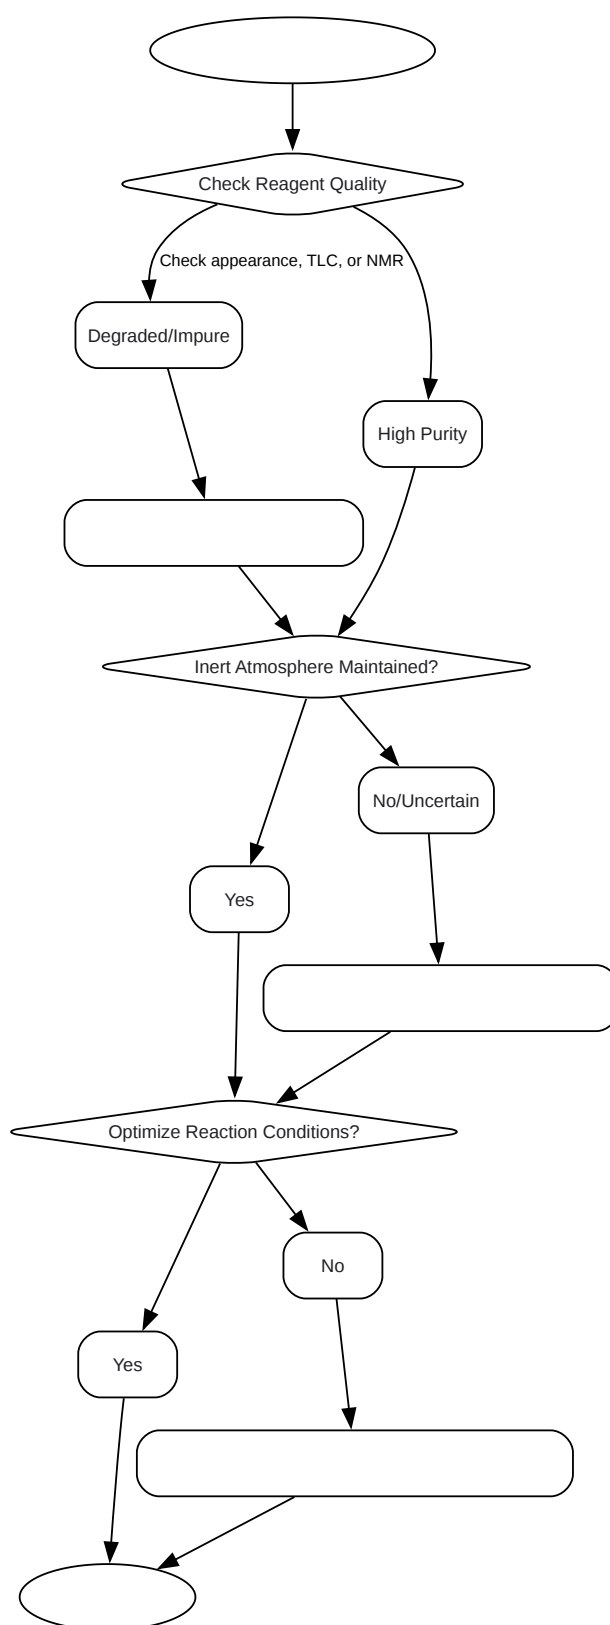 Check Reagent Quality
Check appearance, TLC, or NMR
Degraded/Impure
High Purity
Inert Atmosphere Maintained?
No/Uncertain
Yes
Optimize Reaction Conditions?
No
Yes